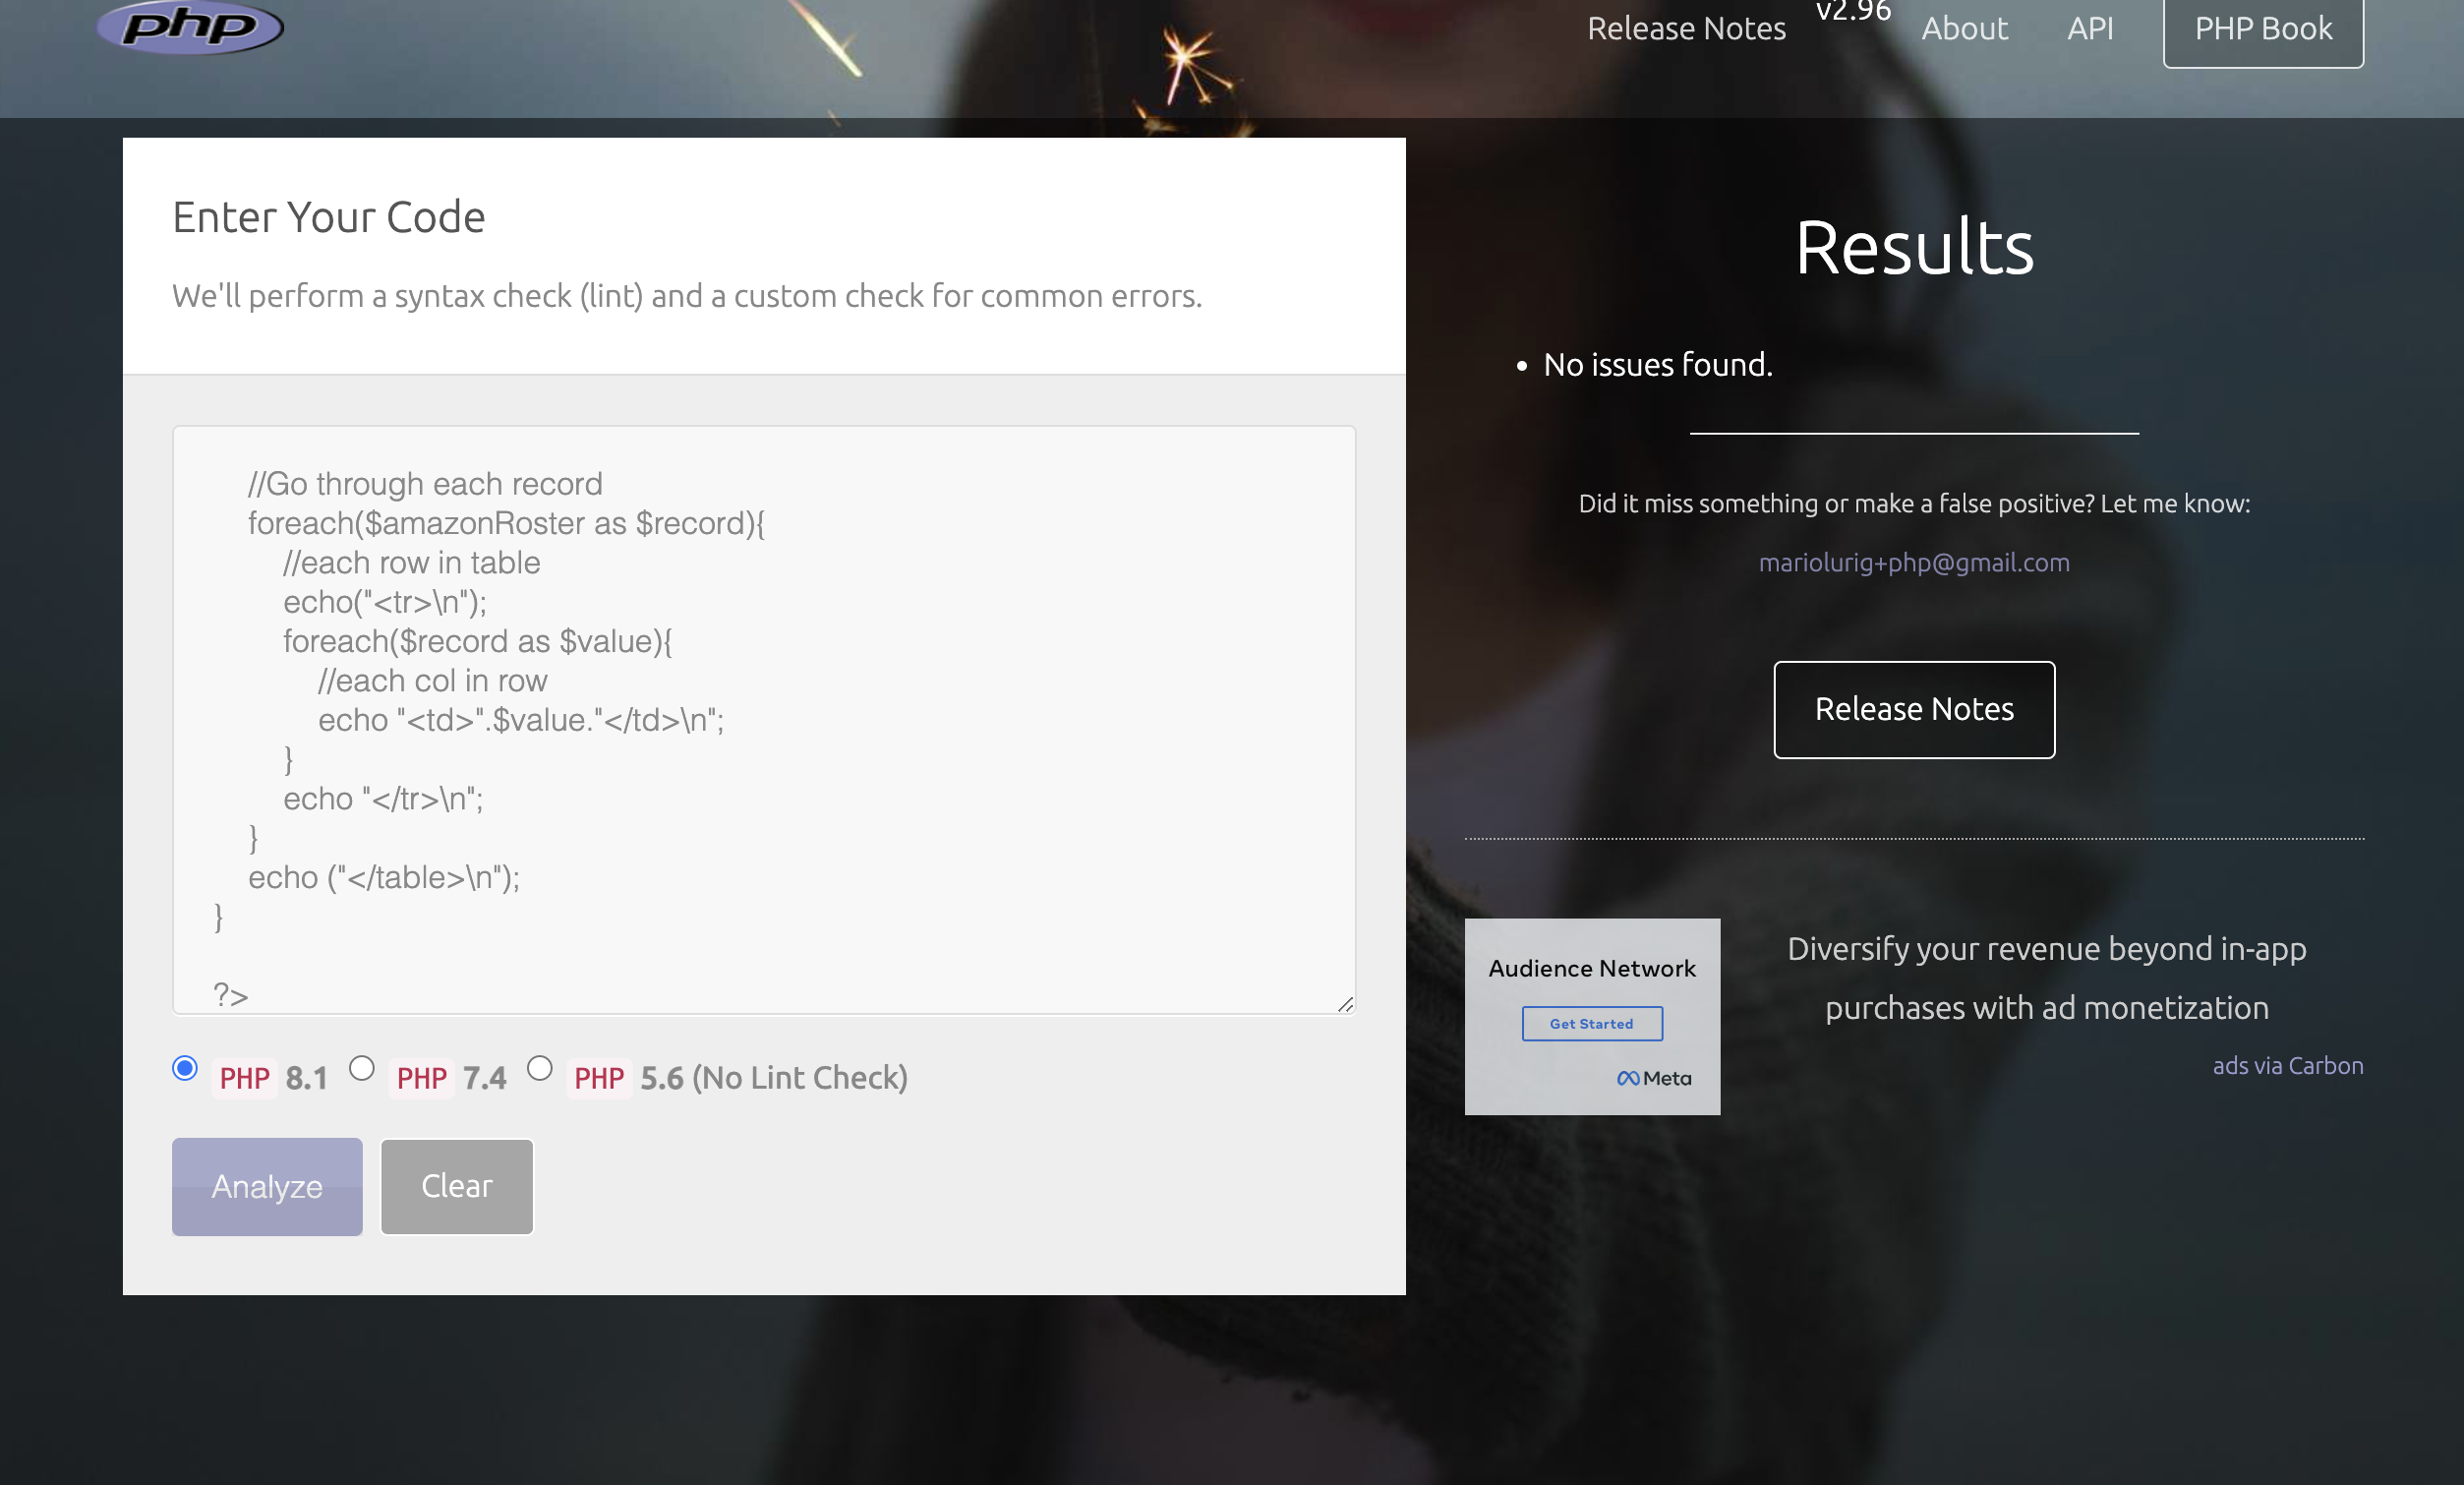 php
Release Notes
v2.96
About
API
PHP Book
Enter Your Code
We'll perform a syntax check (lint) and a custom check for common errors.
//Go through each record
foreach($amazonRoster as $record){
//each row in table
echo("<tr>\n");
foreach($record as $value){
//each col in row
echo "<td>".$value."</td>\n";
}
echo "</tr>\n";
}
echo ("</table>\n");
}
?>
PHP 8.1 PHP 7.4 PHP 5.6 (No Lint Check)
Analyze
Clear
Results
• No issues found.
Did it miss something or make a false positive? Let me know:
mariolurig+php@gmail.com
Release Notes
Audience Network
Get Started
Meta
Diversify your revenue beyond in-app
purchases with ad monetization
ads via Carbon